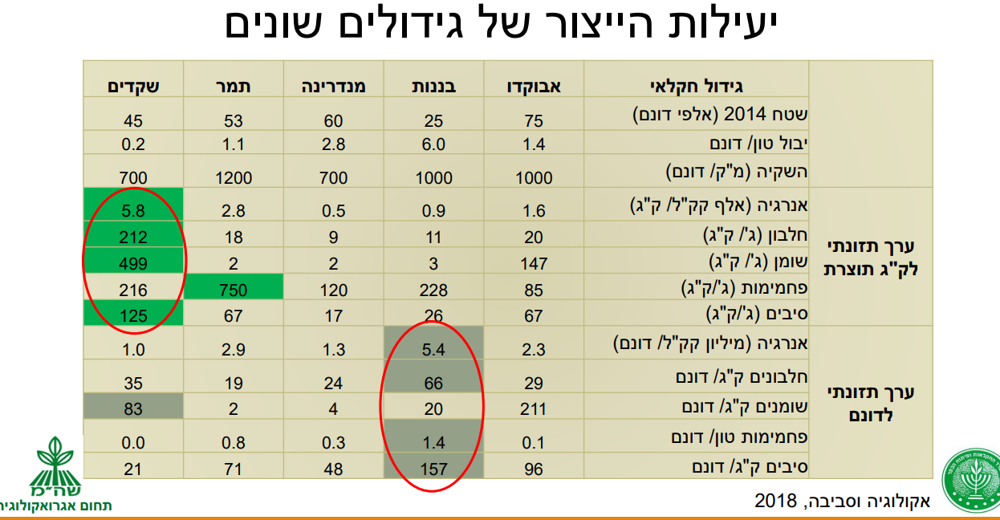 יעילות הייצור של גידולים שונים
גידול חקלאי אבוקדו בננות מנדרינה תמר שקדים
שטח 2014 (אלפי דונם) 75 25 60 53 45
יבול טון/ דונם 1.4 6.0 2.8 1.1 0.2
השקיה (מ"ק/ דונם) 1000 1000 700 1200 700
ערך תזונתי לק"ג תוצרת
אנרגיה (אלף קק"ל/ ק"ג) 1.6 0.9 0.5 2.8 5.8
חלבון (ג'/ ק"ג) 20 11 9 18 212
שומן (ג'/ ק"ג) 147 3 2 2 499
פחמימות (ג'/ק"ג) 85 228 120 750 216
סיבים (ג'/ק"ג) 67 26 17 67 125
ערך תזונתי לדונם
אנרגיה (מיליון קק"ל/ דונם) 2.3 5.4 1.3 2.9 1.0
חלבונים ק"ג/ דונם 29 66 24 19 35
שומנים ק"ג/ דונם 211 20 4 2 83
פחמימות טון/ דונם 0.1 1.4 0.3 0.8 0.0
סיבים ק"ג/ דונם 96 157 48 71 21
אקולוגיה וסביבה, 2018
שה"מ
תחום אגרואקולוגיה